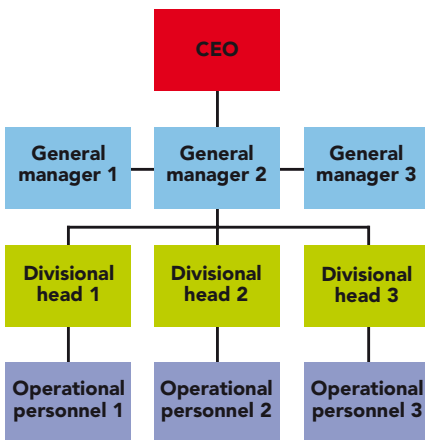 CEO
General
manager 1
General
manager 2
General
manager 3
Divisional
head 1
Divisional
head 2
Divisional
head 3
Operational
personnel 1
Operational
personnel 2
Operational
personnel 3